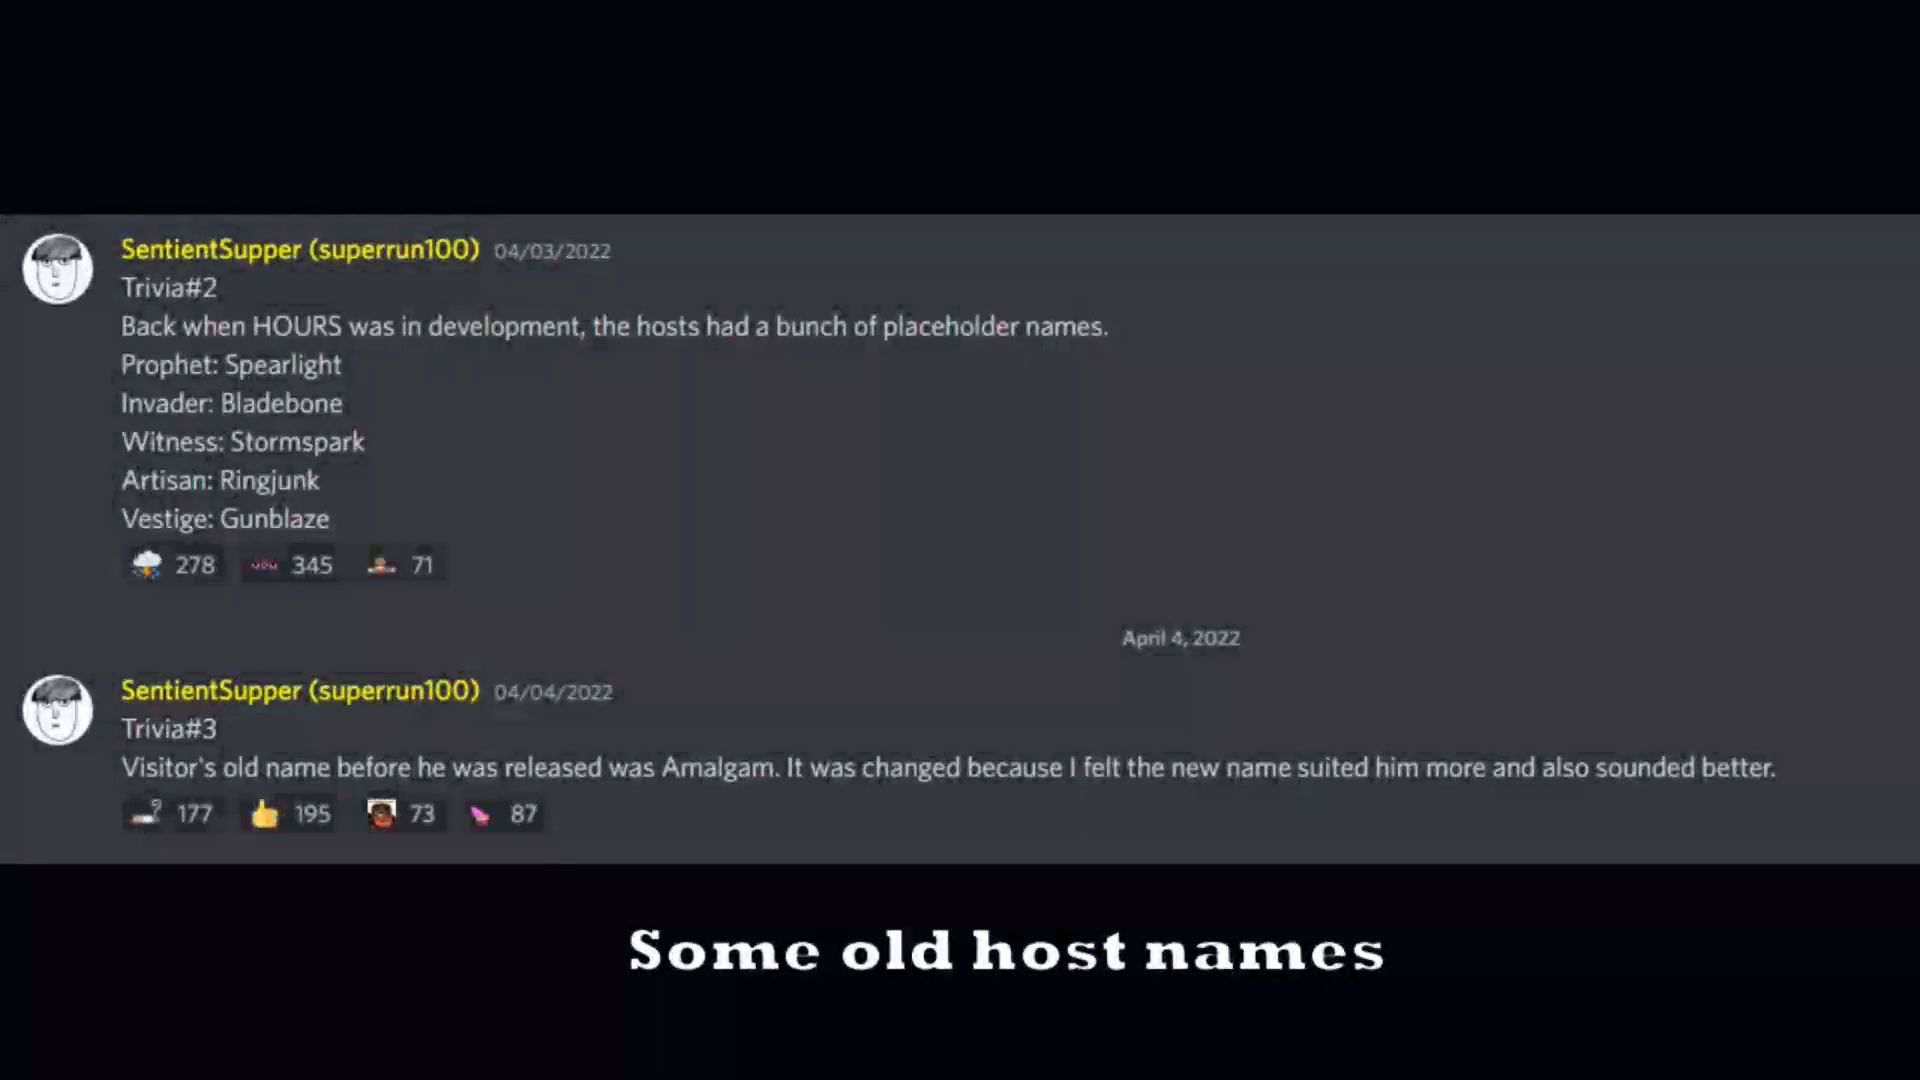 SentientSupper (superrun100) 04/03/2022
Trivia#2
Back when HOURS was in development, the hosts had a bunch of placeholder names.
Prophet: Spearlight
Invader: Bladebone
Witness: Stormspark
Artisan: Ringjunk
Vestige: Gunblaze
278 345 71
April 4, 2022
SentientSupper (superrun100) 04/04/2022
Trivia#3
Visitor's old name before he was released was Amalgam. It was changed because I felt the new name suited him more and also sounded better.
177 195 73 87
Some old host names